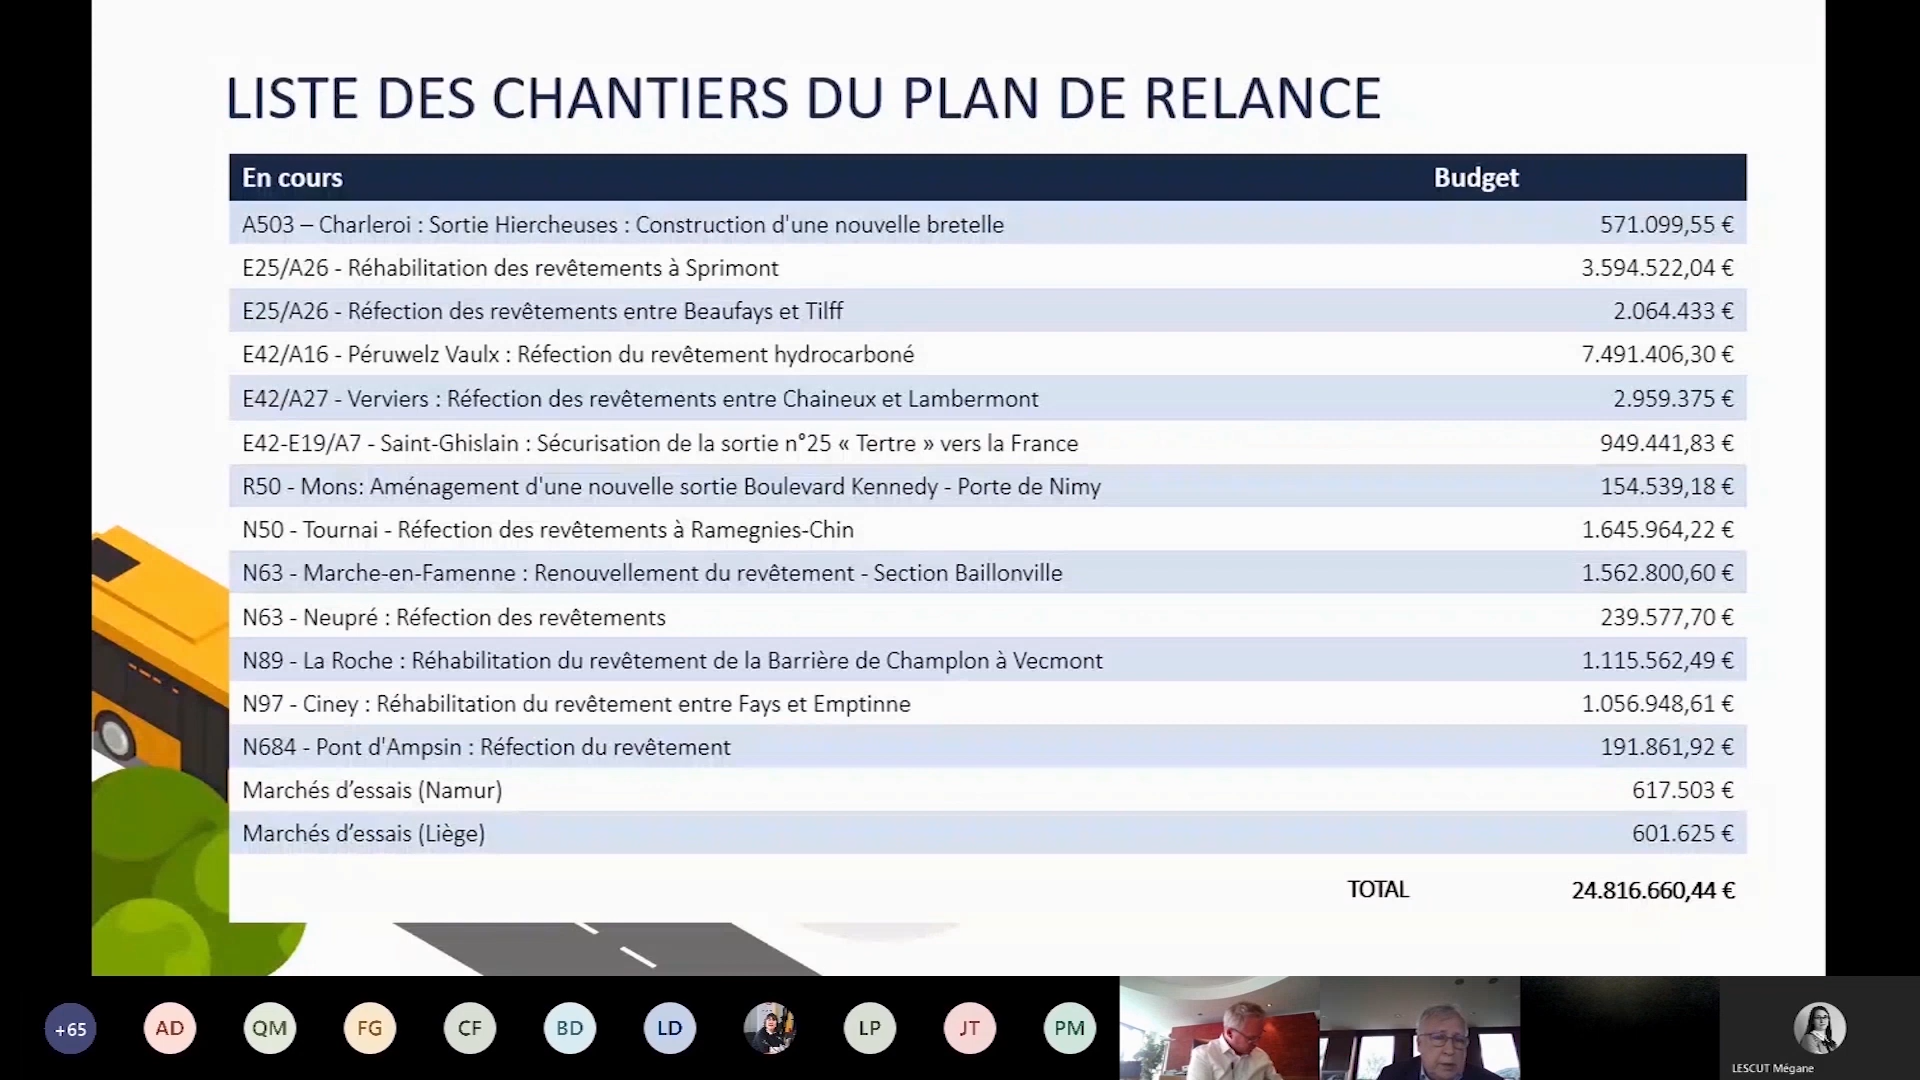 LISTE DES CHANTIERS DU PLAN DE RELANCE
En cours Budget
A503 – Charleroi : Sortie Hiercheuses : Construction d'une nouvelle bretelle 571.099,55 €
E25/A26 - Réhabilitation des revêtements à Sprimont 3.594.522,04 €
E25/A26 - Réfection des revêtements entre Beaufays et Tilff 2.064.433 €
E42/A16 - Péruwelz Vaulx : Réfection du revêtement hydrocarboné 7.491.406,30 €
E42/A27 - Verviers : Réfection des revêtements entre Chaineux et Lambermont 2.959.375 €
E42-E19/A7 - Saint-Ghislain : Sécurisation de la sortie n°25 « Tertre » vers la France 949.441,83 €
R50 - Mons: Aménagement d'une nouvelle sortie Boulevard Kennedy - Porte de Nimy 154.539,18 €
N50 - Tournai - Réfection des revêtements à Ramegnies-Chin 1.645.964,22 €
N63 - Marche-en-Famenne : Renouvellement du revêtement - Section Baillonville 1.562.800,60 €
N63 - Neupré : Réfection des revêtements 239.577,70 €
N89 - La Roche : Réhabilitation du revêtement de la Barrière de Champlon à Vecmont 1.115.562,49 €
N97 - Ciney : Réhabilitation du revêtement entre Fays et Emptinne 1.056.948,61 €
N684 - Pont d'Ampsin : Réfection du revêtement 191.861,92 €
Marchés d’essais (Namur) 617.503 €
Marchés d’essais (Liège) 601.625 €
TOTAL 24.816.660,44 €
+65 AD QM FG CF BD LD LP JT PM
LESCUT Mégane